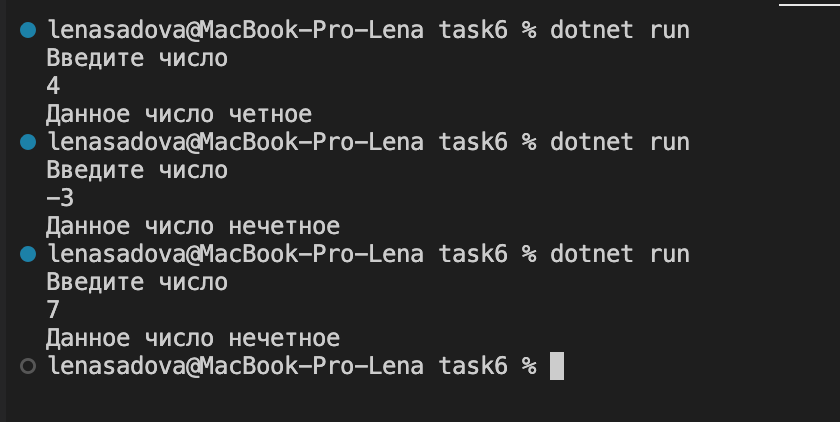 lenasadova@MacBook-Pro-Lena task6 % dotnet run
Введите число
4
Данное число четное
lenasadova@MacBook-Pro-Lena task6 % dotnet run
Введите число
-3
Данное число нечетное
lenasadova@MacBook-Pro-Lena task6 % dotnet run
Введите число
7
Данное число нечетное
lenasadova@MacBook-Pro-Lena task6 %